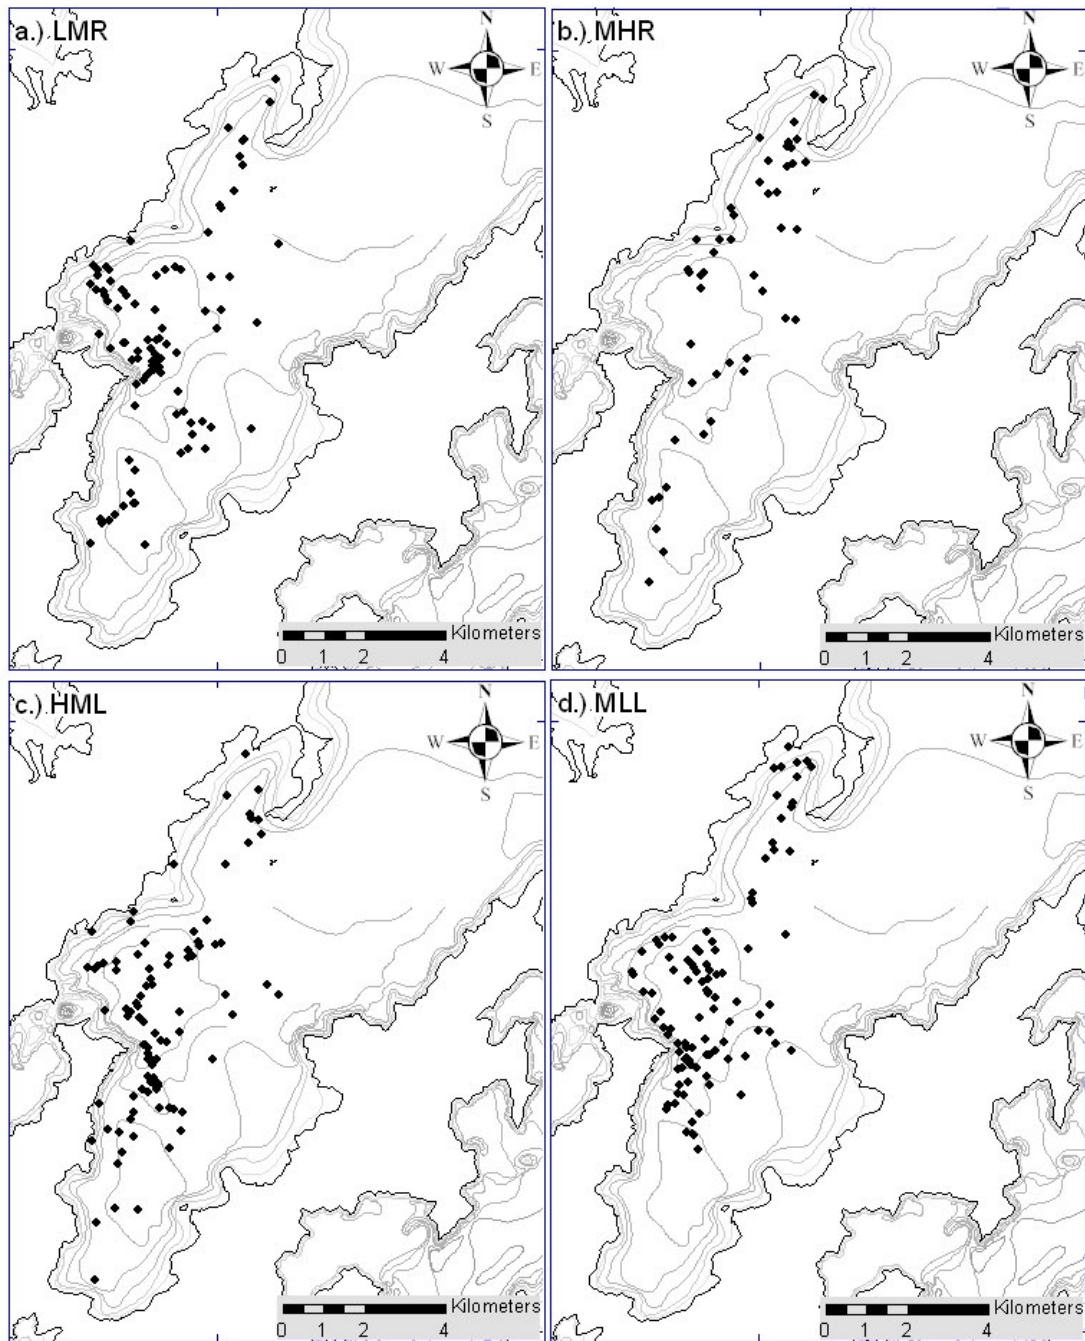 a.) LMR
N
W E
S
Kilometers
0 1 2 4
b.) MHR
N
W E
S
Kilometers
0 1 2 4
c.) HML
N
W E
S
Kilometers
0 1 2 4
d.) MLL
N
W E
S
Kilometers
0 1 2 4